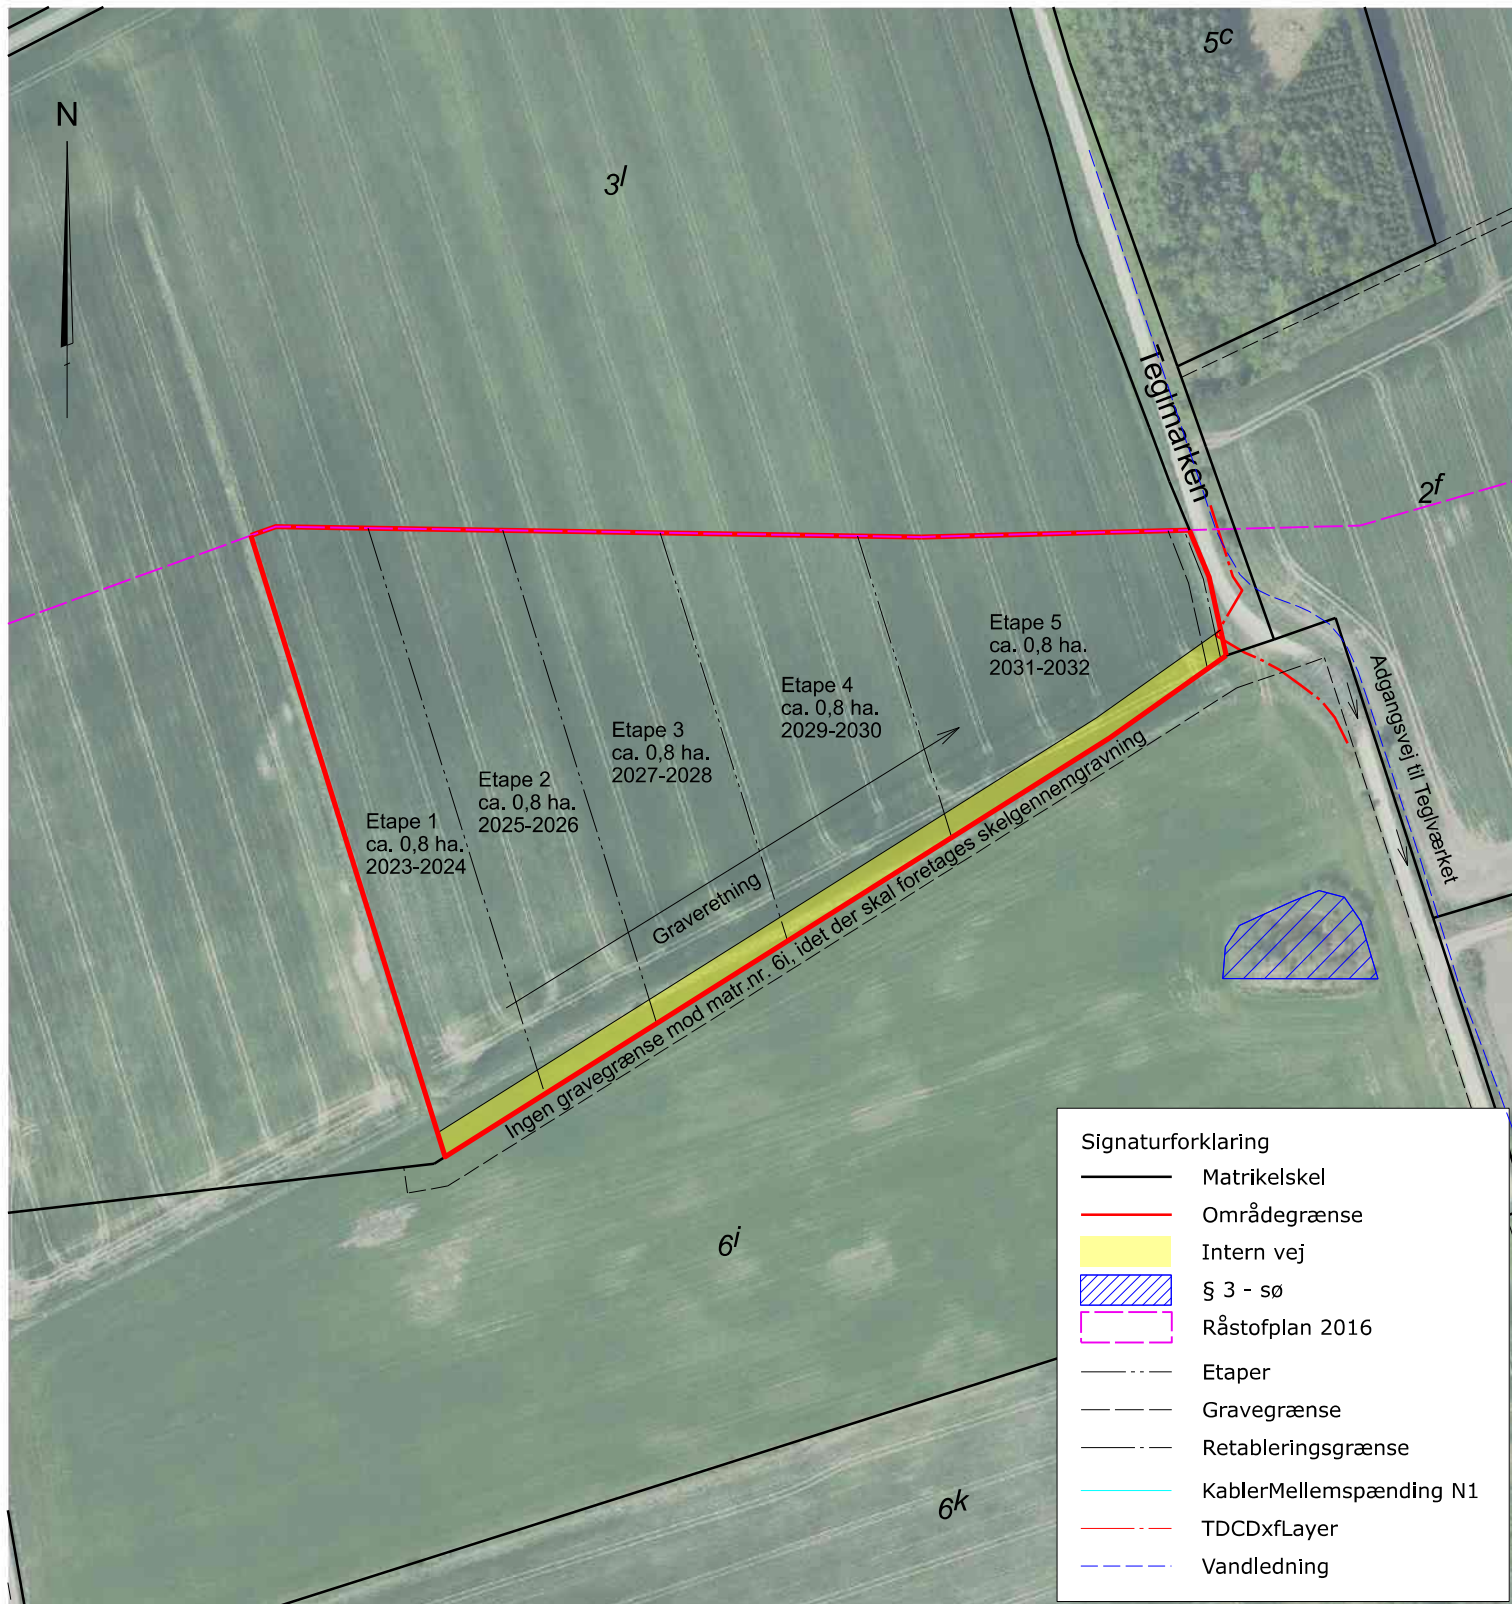 5c
N
3l
Teglmarken
2f
Etape 5
ca. 0,8 ha.
2031-2032
Etape 4
ca. 0,8 ha.
2029-2030
Etape 3
ca. 0,8 ha.
2027-2028
Etape 2
ca. 0,8 ha.
2025-2026
Etape 1
ca. 0,8 ha.
2023-2024
Adgangsvej til Teglværket
Graveretning
Ingen gravegrænse mod matr.nr. 6i, idet der skal foretages skelgennemgravning
6i
6k
Signaturforklaring
Matrikelskel
Områdegrænse
Intern vej
§ 3 - sø
Råstofplan 2016
Etaper
Gravegrænse
Retableringsgrænse
KablerMellemspænding N1
TDCDxfLayer
Vandledning